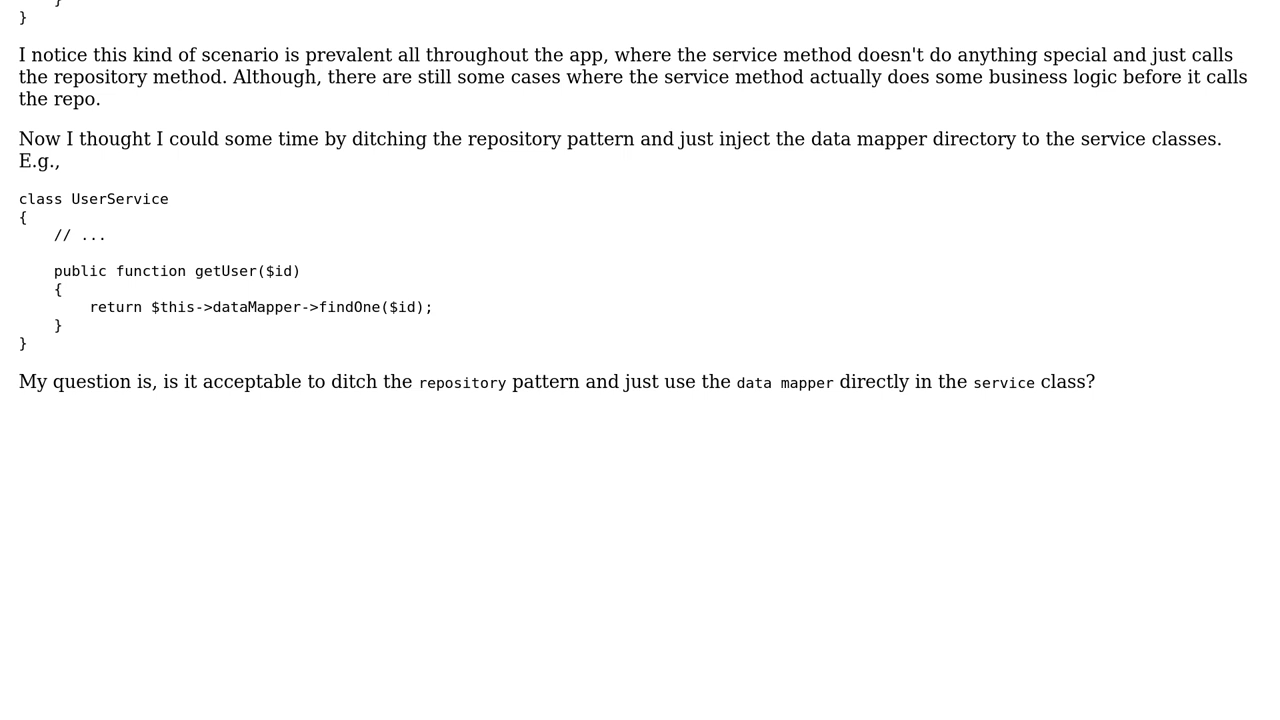 }
}
I notice this kind of scenario is prevalent all throughout the app, where the service method doesn't do anything special and just calls
the repository method. Although, there are still some cases where the service method actually does some business logic before it calls
the repo.
Now I thought I could some time by ditching the repository pattern and just inject the data mapper directory to the service classes.
E.g.,
class UserService
{
    // ...
    public function getUser($id)
    {
        return $this->dataMapper->findOne($id);
    }
}
My question is, is it acceptable to ditch the repository pattern and just use the data mapper directly in the service class?